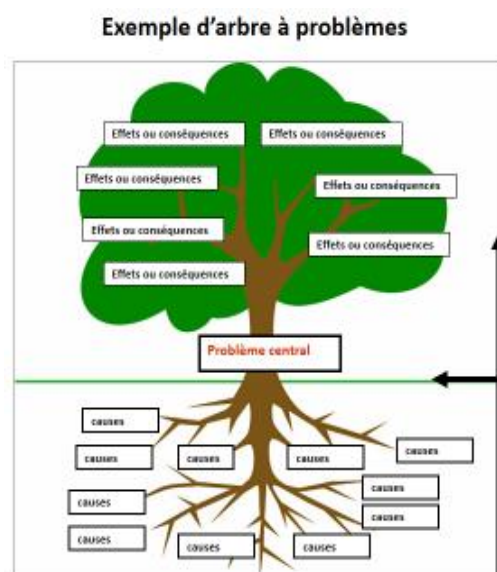 Exemple d'arbre à problèmes
Effets ou conséquences
Effets ou conséquences
Effets ou conséquences
Effets ou conséquences
Effets ou conséquences
Effets ou conséquences
Effets ou conséquences
Problème central
causes
causes
causes
causes
causes
causes
causes
causes
causes
causes
causes